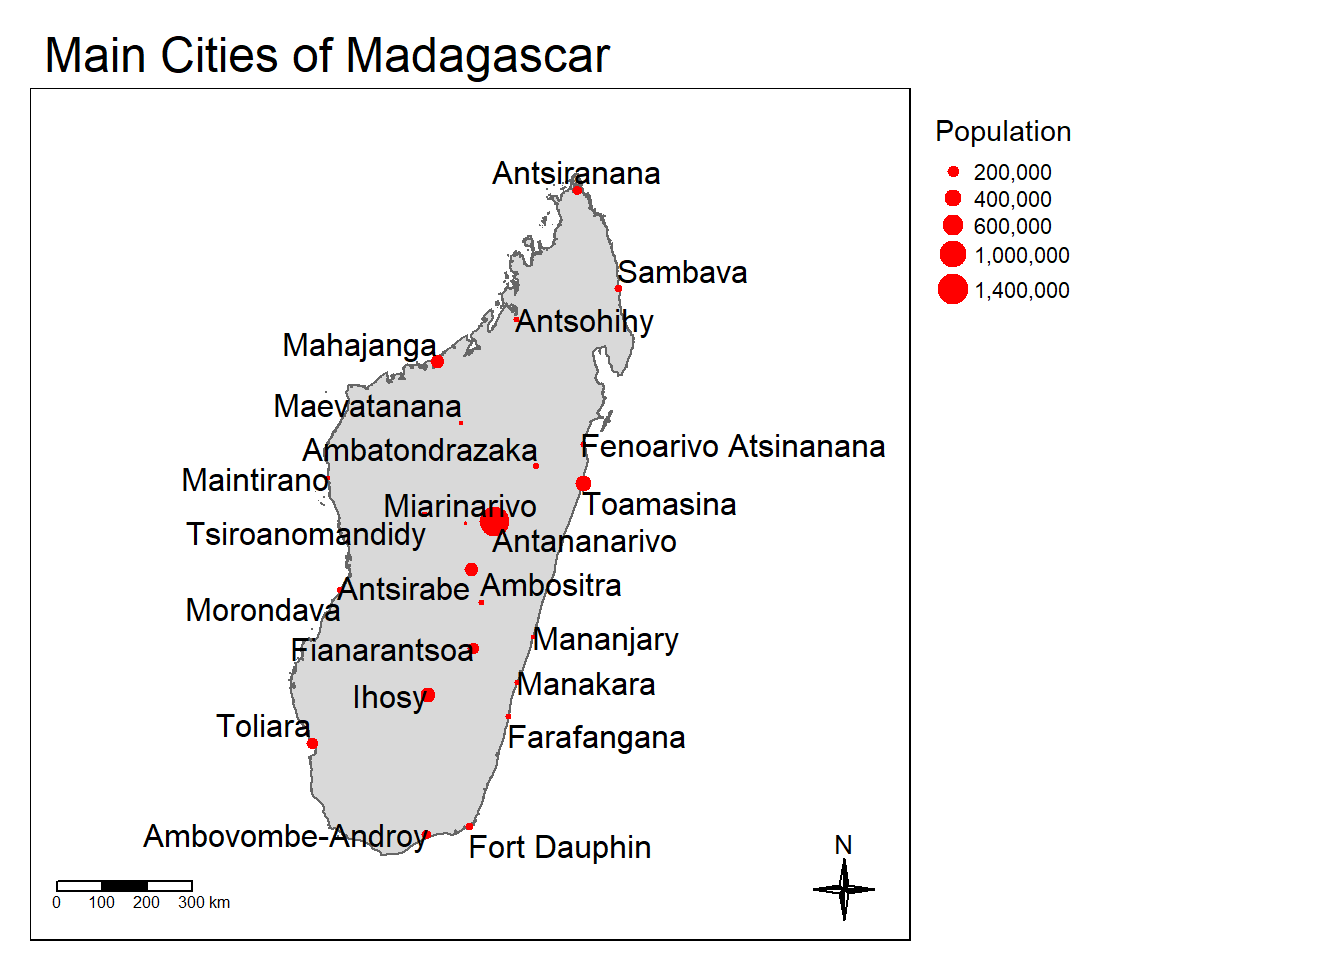 Main Cities of Madagascar
Population
200,000
400,000
600,000
1,000,000
1,400,000
Antsiranana
Sambava
Antsohihy
Mahajanga
Maevatanana
Fenoarivo Atsinanana
Ambatondrazaka
Maintirano
Miarinarivo
Toamasina
Tsiroanomandidy
Antananarivo
Antsirabe
Ambositra
Morondava
Mananjary
Fianarantsoa
Manakara
Ihosy
Toliara
Farafangana
Ambovombe-Androy
Fort Dauphin
N
0 100 200 300 km